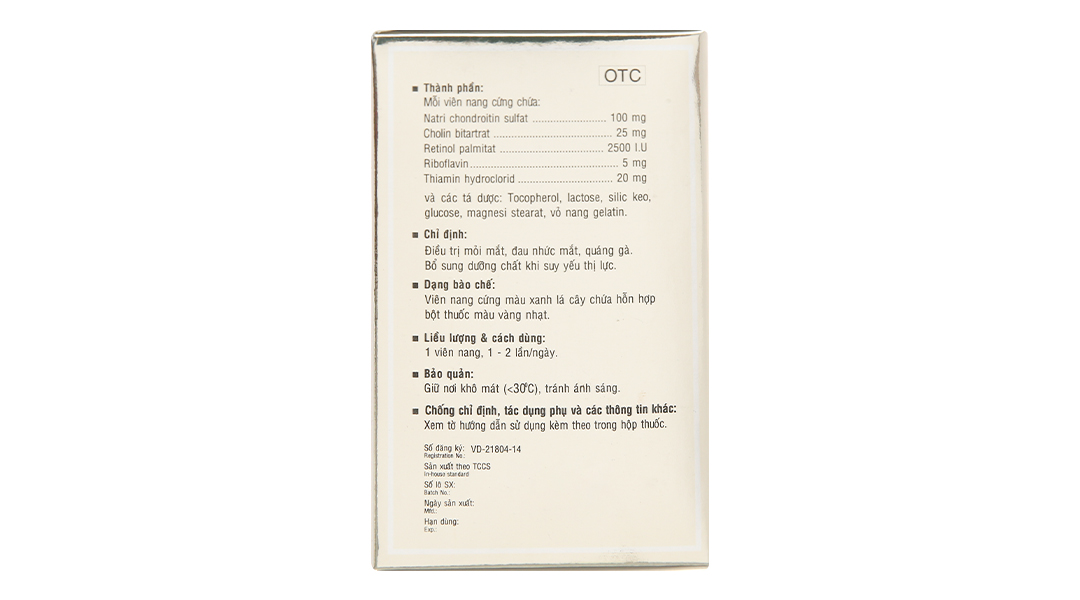 OTC
■ Thành phần:
Mỗi viên nang cứng chứa:
Natri chondroitin sulfat ........................ 100 mg
Cholin bitartrat ....................................... 25 mg
Retinol palmitat .................................. 2500 I.U
Riboflavin................................................. 5 mg
Thiamin hydroclorid ............................... 20 mg
và các tá dược: Tocopherol, lactose, silic keo,
glucose, magnesi stearat, vỏ nang gelatin.
■ Chỉ định:
Điều trị mỏi mắt, đau nhức mắt, quáng gà.
Bổ sung dưỡng chất khi suy yếu thị lực.
■ Dạng bào chế:
Viên nang cứng màu xanh lá cây chứa hỗn hợp
bột thuốc màu vàng nhạt.
■ Liều lượng & cách dùng:
1 viên nang, 1 - 2 lần/ngày.
■ Bảo quản:
Giữ nơi khô mát (<30°C), tránh ánh sáng.
■ Chống chỉ định, tác dụng phụ và các thông tin khác:
Xem tờ hướng dẫn sử dụng kèm theo trong hộp thuốc.
Số đăng ký: VD-21804-14
Registration No.:
Sản xuất theo TCCS
In-house standard
Số lô SX:
Batch No.:
Ngày sản xuất:
Mfd.:
Hạn dùng:
Exp.: